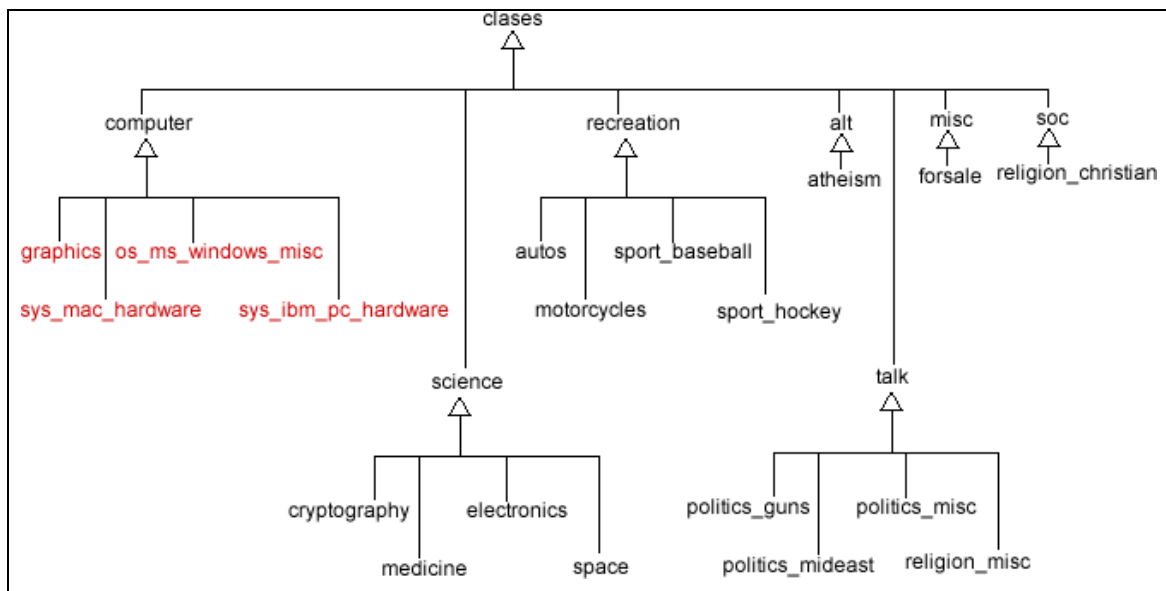 clases
computer
recreation
alt
misc
soc
atheism
forsale
religion_christian
graphics
os_ms_windows_misc
autos
sport_baseball
sys_mac_hardware
sys_ibm_pc_hardware
motorcycles
sport_hockey
science
talk
cryptography
electronics
politics_guns
politics_misc
medicine
space
politics_mideast
religion_misc